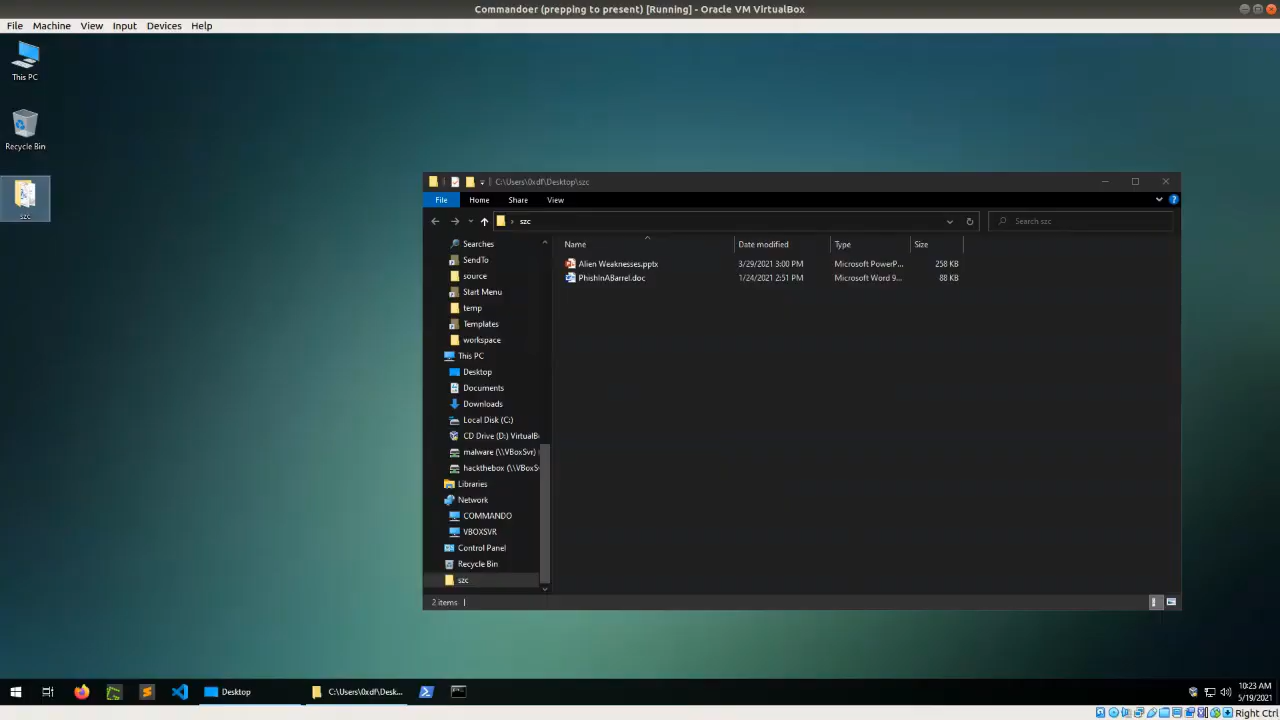 Commandoer (prepping to present) [Running] - Oracle VM VirtualBox
File Machine View Input Devices Help
This PC
Recycle Bin
szc
C:\Users\0xdf\Desktop\szc
File Home Share View
szc
Search szc
Name Date modified Type Size
Searches
SendTo
source
Start Menu
temp
Templates
workspace
This PC
Desktop
Documents
Downloads
Local Disk (C:)
CD Drive (D:) VirtualBo
malware (\\VBoxSvr) (
hackthebox (\\VBoxSv
Libraries
Network
COMMANDO
VBOXSVR
Control Panel
Recycle Bin
szc
Alien Weaknesses.pptx 3/29/2021 3:00 PM Microsoft PowerP... 258 KB
PhishInABarrel.doc 1/24/2021 2:51 PM Microsoft Word 9... 88 KB
2 items
Desktop
C:\Users\0xdf\Desk...
10:23 AM
5/19/2021
Right Ctrl